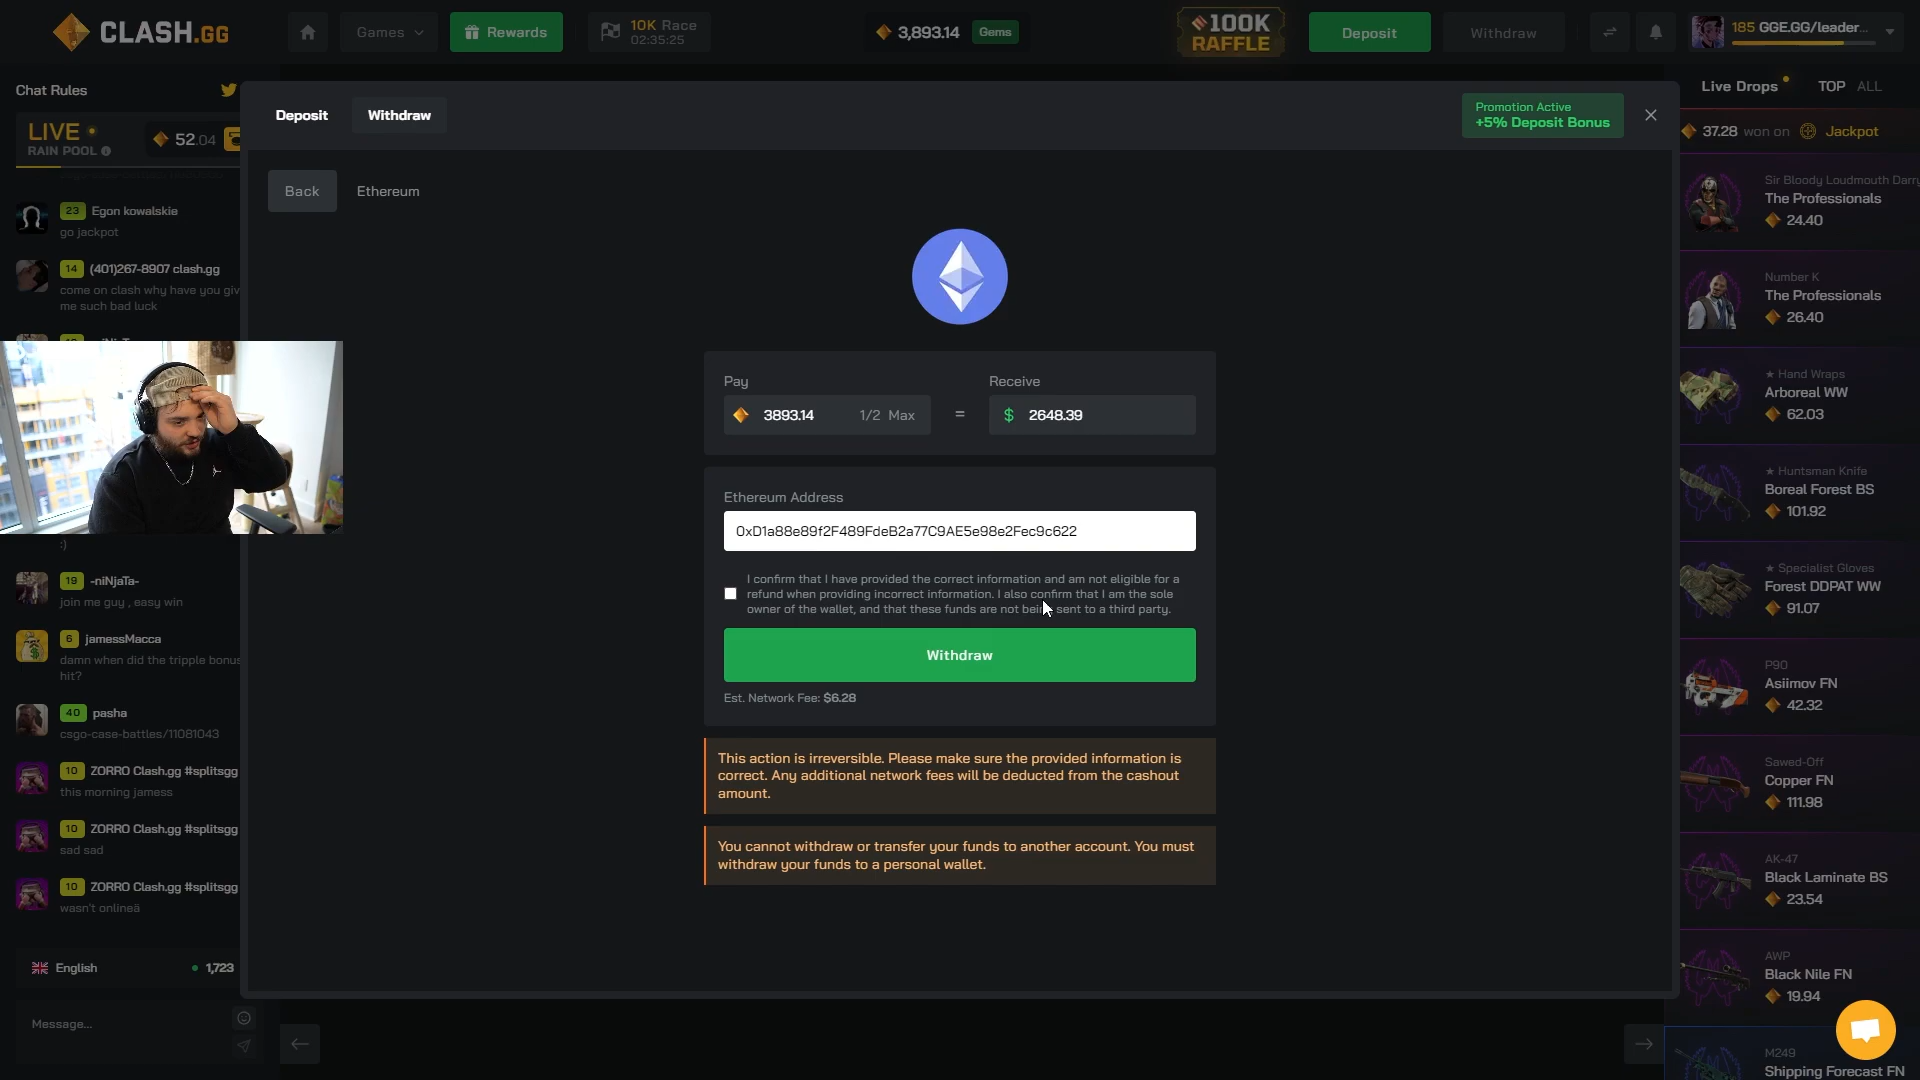 CLASH.GG
Games
Rewards
10K Race
02:35:25
3,893.14
Gems
100K
RAFFLE
Deposit
Withdraw
185 GGE.GG/leader...
Chat Rules
LIVE
RAIN POOL
52.04
23 Egon kowalskie
go jackpot
14 (401)267-8907 clash.gg
come on clash why have you giv
me such bad luck
:)
19 -niNjaTa-
join me guy , easy win
6 jamessMacca
damn when did the tripple bonus
hit?
40 pasha
csgo-case-battles/11081043
10 ZORRO Clash.gg #splitsgg
this morning jamess
10 ZORRO Clash.gg #splitsgg
sad sad
10 ZORRO Clash.gg #splitsgg
wasn't onlineä
English
1,723
Message...
Deposit
Withdraw
Promotion Active
+5% Deposit Bonus
Back
Ethereum
Pay
Receive
3893.14 1/2 Max = $ 2648.39
Ethereum Address
0xD1a88e89f2F489FdeB2a77C9AE5e98e2Fec9c622
I confirm that I have provided the correct information and am not eligible for a
refund when providing incorrect information. I also confirm that I am the sole
owner of the wallet, and that these funds are not being sent to a third party.
Withdraw
Est. Network Fee: $6.28
This action is irreversible. Please make sure the provided information is
correct. Any additional network fees will be deducted from the cashout
amount.
You cannot withdraw or transfer your funds to another account. You must
withdraw your funds to a personal wallet.
Live Drops
TOP ALL
37.28 won on Jackpot
Sir Bloody Loudmouth Darry
The Professionals
24.40
Number K
The Professionals
26.40
★ Hand Wraps
Arboreal WW
62.03
★ Huntsman Knife
Boreal Forest BS
101.92
★ Specialist Gloves
Forest DDPAT WW
91.07
P90
Asiimov FN
42.32
Sawed-Off
Copper FN
111.98
AK-47
Black Laminate BS
23.54
AWP
Black Nile FN
19.94
M249
Shipping Forecast FN